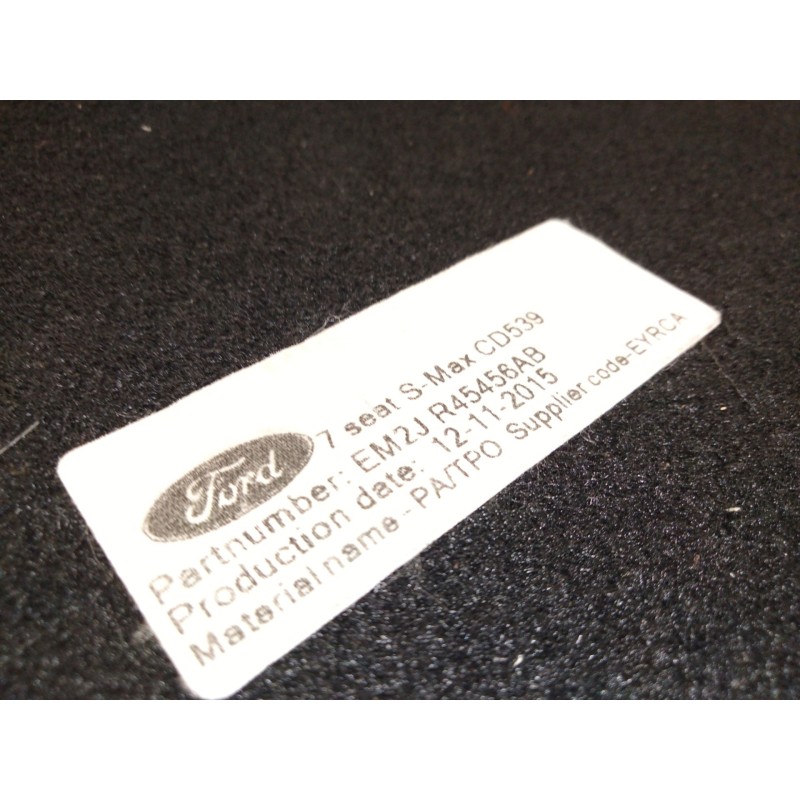 Ford 7 seat S-Max CD539
Partnumber: EM2J R45456AB
Production date: 12-11-2015
Material name - PA/TPO Supplier code-EYRCA